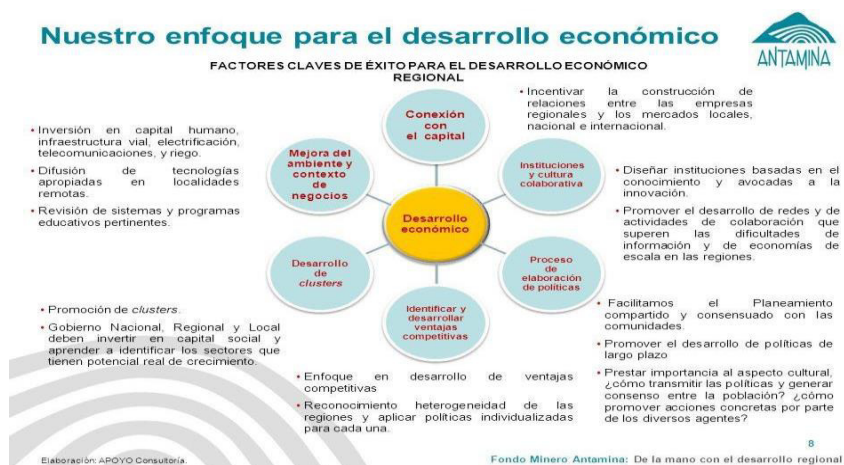 Nuestro enfoque para el desarrollo económico
ANTAMINA
FACTORES CLAVES DE ÉXITO PARA EL DESARROLLO ECONÓMICO
REGIONAL
Conexión
con
el capital
• Incentivar la construcción de
relaciones entre las empresas
regionales y los mercados locales,
nacional e internacional.
• Inversión en capital humano,
infraestructura vial, electrificación,
telecomunicaciones, y riego.
• Difusión de tecnologías
apropiadas en localidades
remotas.
• Revisión de sistemas y programas
educativos pertinentes.
Mejora del
ambiente y
contexto
de
negocios
Instituciones
y cultura
colaborativa
• Diseñar instituciones basadas en el
conocimiento y avocadas a la
innovación.
• Promover el desarrollo de redes y de
actividades de colaboración que
superen las dificultades de
información y de economías de
escala en las regiones.
Desarrollo
económico
Desarrollo
de
clusters
Proceso
de
elaboración
de políticas
Identificar y
desarrollar
ventajas
competitivas
• Promoción de clusters.
• Gobierno Nacional, Regional y Local
deben invertir en capital social y
aprender a identificar los sectores que
tienen potencial real de crecimiento.
• Facilitamos el Planeamiento
compartido y consensuado con las
comunidades.
• Promover el desarrollo de políticas de
largo plazo
• Prestar importancia al aspecto cultural,
¿cómo transmitir las políticas y generar
consenso entre la población? ¿cómo
promover acciones concretas por parte
de los diversos agentes?
• Enfoque en desarrollo de ventajas
competitivas
• Reconocimiento heterogeneidad de las
regiones y aplicar políticas individualizadas
para cada una.
8
Elaboración: APOYO Consultoría.
Fondo Minero Antamina: De la mano con el desarrollo regional